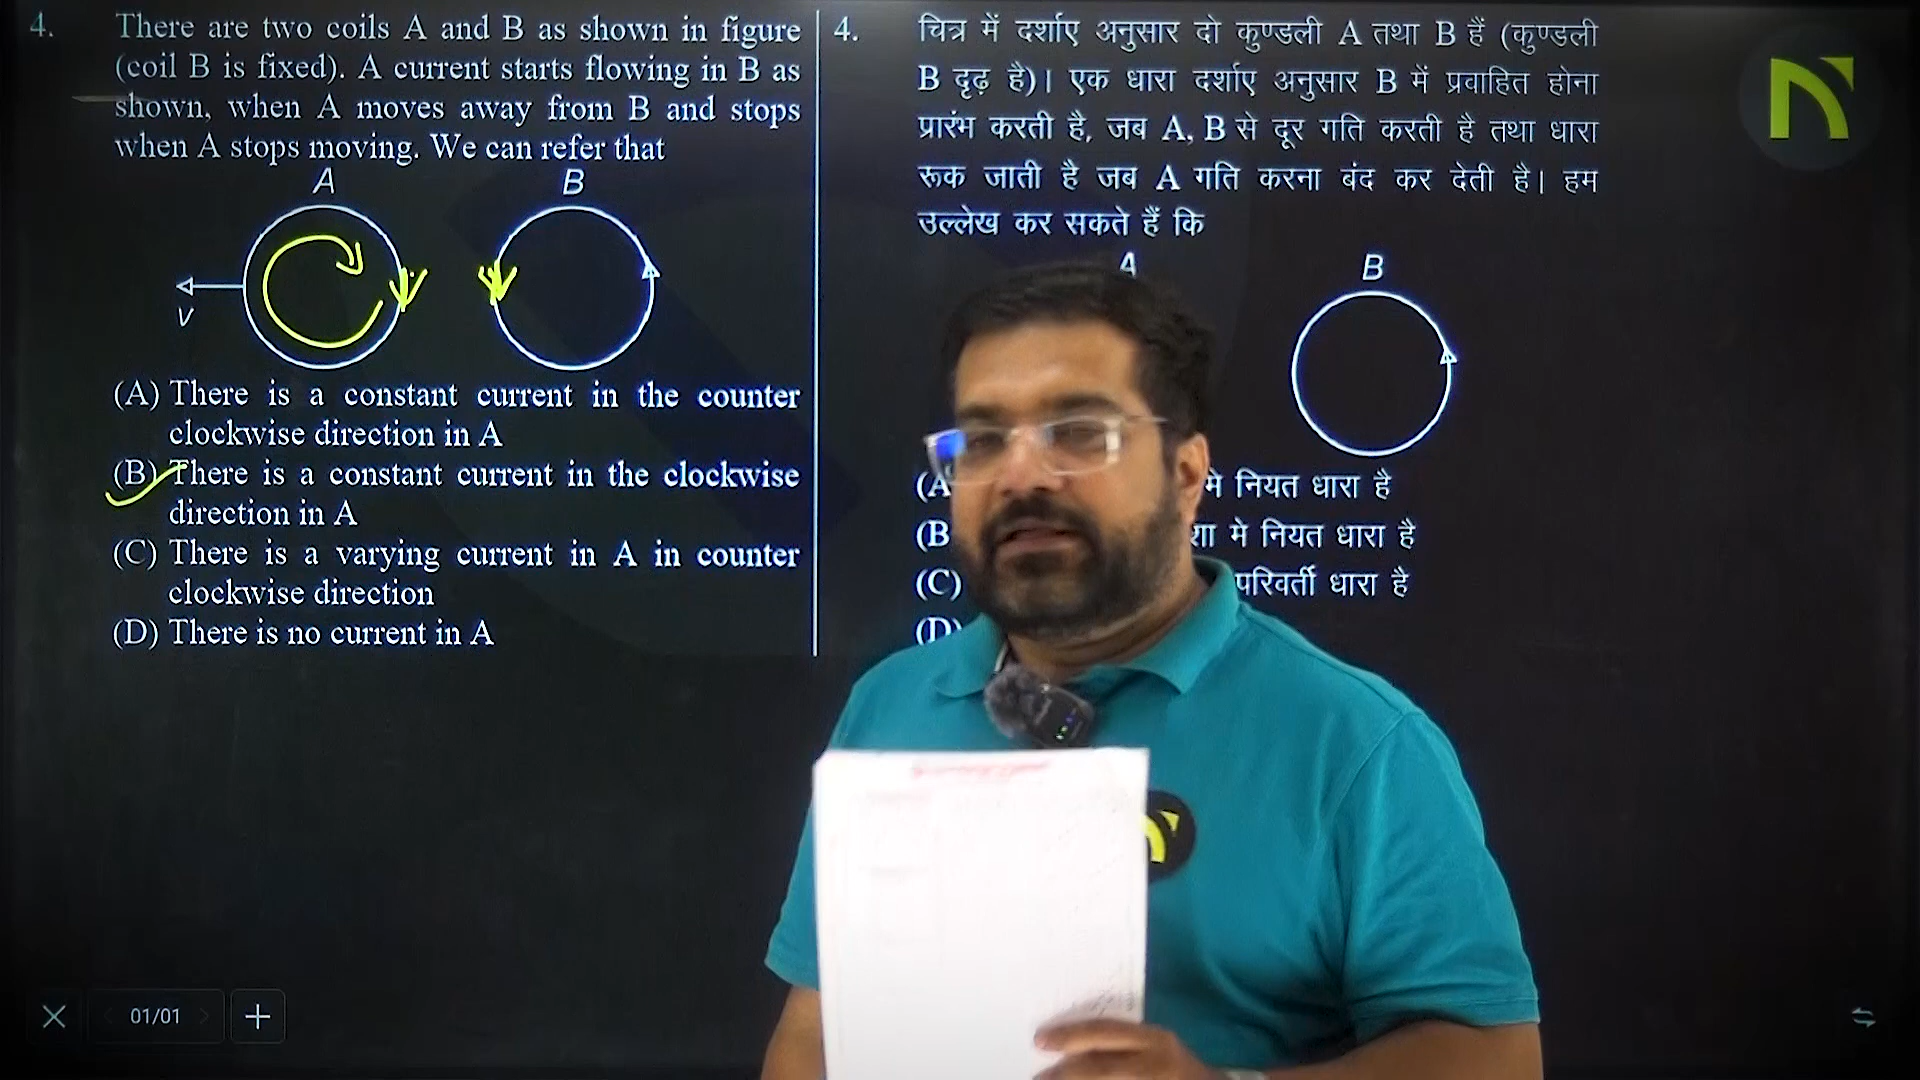 4.
There are two coils A and B as shown in figure
(coil B is fixed). A current starts flowing in B as
shown, when A moves away from B and stops
when A stops moving. We can refer that
A
B
v
(A) There is a constant current in the counter
clockwise direction in A
(B) There is a constant current in the clockwise
direction in A
(C) There is a varying current in A in counter
clockwise direction
(D) There is no current in A
4.
चित्र में दर्शाए अनुसार दो कुण्डली A तथा B हैं (कुण्डली
B दृढ़ है)। एक धारा दर्शाए अनुसार B में प्रवाहित होना
प्रारंभ करती है, जब A, B से दूर गति करती है तथा धारा
रूक जाती है जब A गति करना बंद कर देती है। हम
उल्लेख कर सकते हैं कि
A
B
(A मे नियत धारा है
(B मे नियत धारा है
(C) परिवर्ती धारा है
(D)
01/01